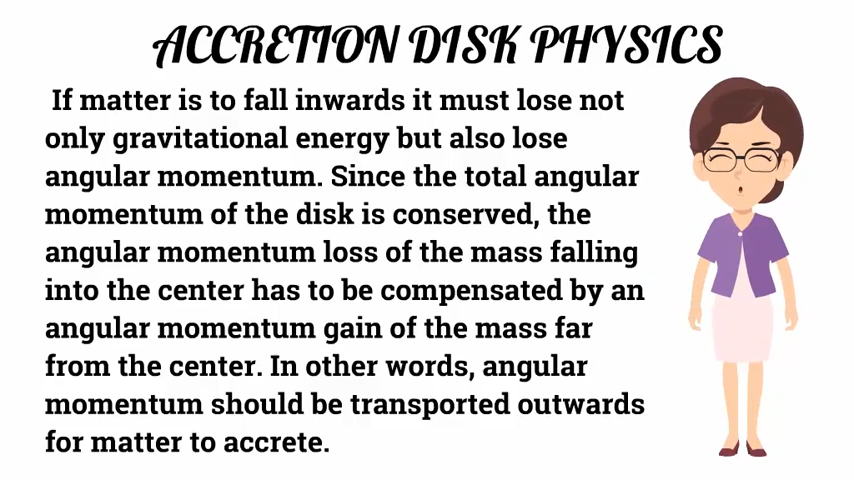 ACCRETION DISK PHYSICS
If matter is to fall inwards it must lose not
only gravitational energy but also lose
angular momentum. Since the total angular
momentum of the disk is conserved, the
angular momentum loss of the mass falling
into the center has to be compensated by an
angular momentum gain of the mass far
from the center. In other words, angular
momentum should be transported outwards
for matter to accrete.